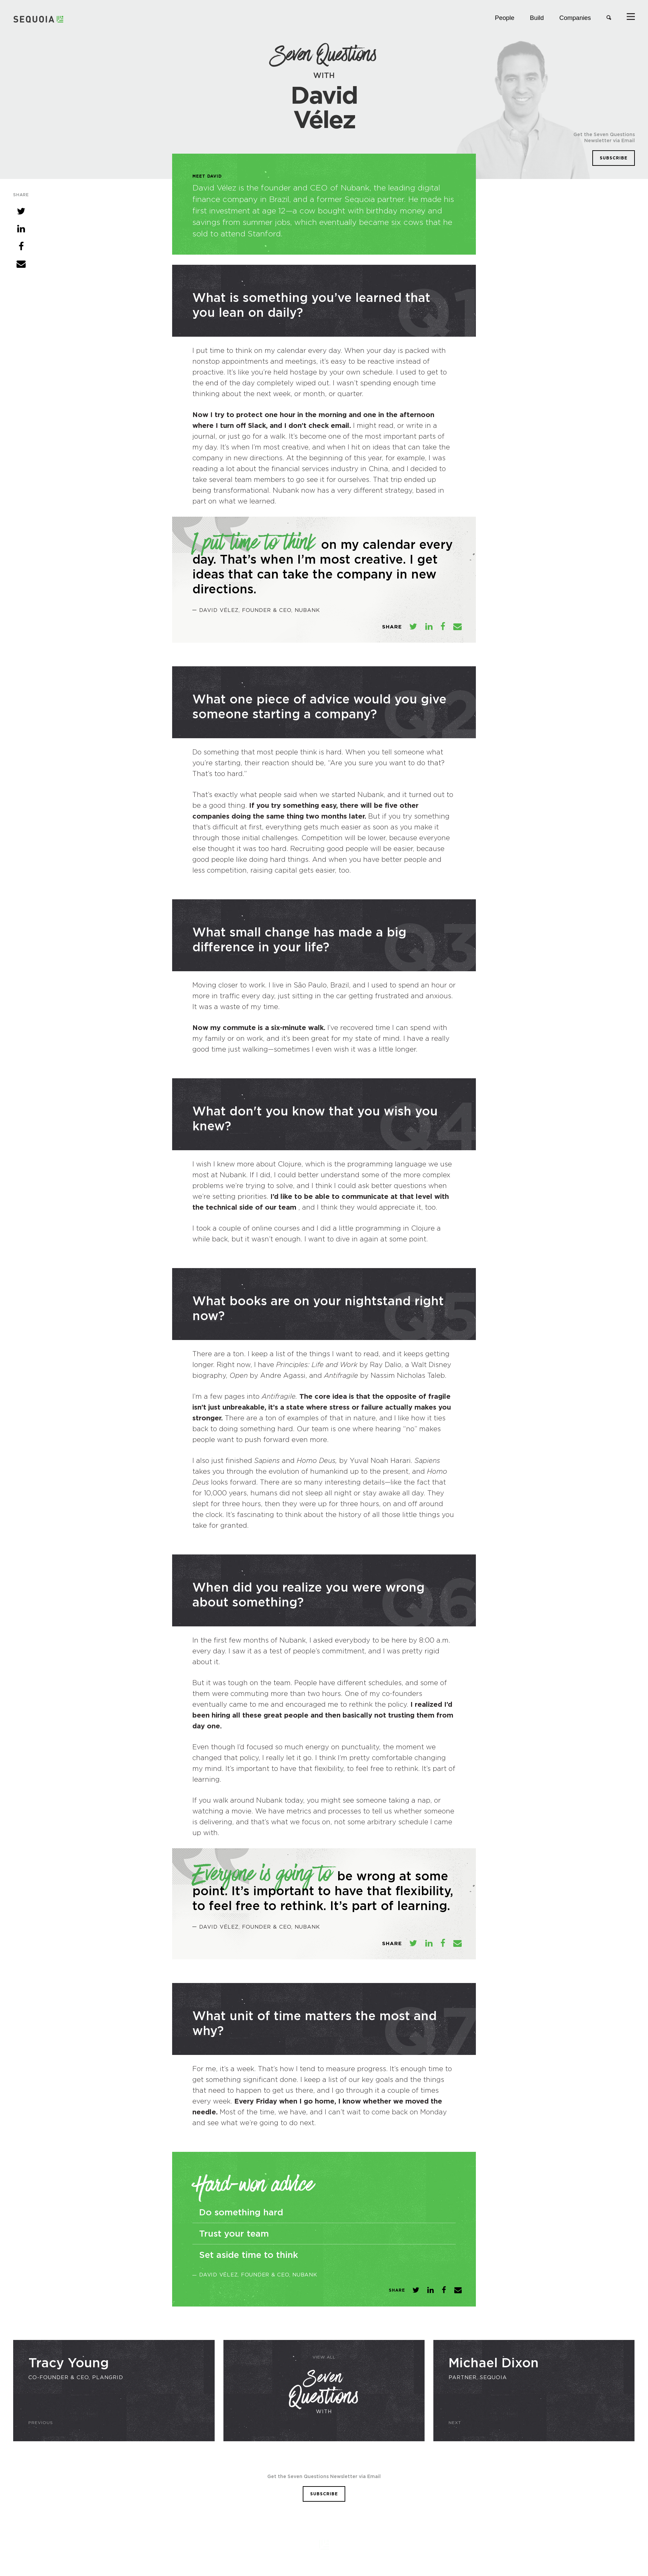 SEQUOIA
People
Build
Companies
Seven Questions
WITH
David
Vélez
Get the Seven Questions
Newsletter via Email
SUBSCRIBE
SHARE
MEET DAVID
David Vélez is the founder and CEO of Nubank, the leading digital
finance company in Brazil, and a former Sequoia partner. He made his
first investment at age 12—a cow bought with birthday money and
savings from summer jobs, which eventually became six cows that he
sold to attend Stanford.
Q1
What is something you’ve learned that
you lean on daily?
I put time to think on my calendar every day. When your day is packed with
nonstop appointments and meetings, it’s easy to be reactive instead of
proactive. It’s like you’re held hostage by your own schedule. I used to get to
the end of the day completely wiped out. I wasn’t spending enough time
thinking about the next week, or month, or quarter.
Now I try to protect one hour in the morning and one in the afternoon
where I turn off Slack, and I don’t check email. I might read, or write in a
journal, or just go for a walk. It’s become one of the most important parts of
my day. It’s when I’m most creative, and when I hit on ideas that can take the
company in new directions. At the beginning of this year, for example, I was
reading a lot about the financial services industry in China, and I decided to
take several team members to go see it for ourselves. That trip ended up
being transformational. Nubank now has a very different strategy, based in
part on what we learned.
I put time to think on my calendar every
day. That’s when I’m most creative. I get
ideas that can take the company in new
directions.
— DAVID VÉLEZ, FOUNDER & CEO, NUBANK
SHARE
Q2
What one piece of advice would you give
someone starting a company?
Do something that most people think is hard. When you tell someone what
you’re starting, their reaction should be, “Are you sure you want to do that?
That’s too hard.”
That’s exactly what people said when we started Nubank, and it turned out to
be a good thing. If you try something easy, there will be five other
companies doing the same thing two months later. But if you try something
that’s difficult at first, everything gets much easier as soon as you make it
through those initial challenges. Competition will be lower, because everyone
else thought it was too hard. Recruiting good people will be easier, because
good people like doing hard things. And when you have better people and
less competition, raising capital gets easier, too.
Q3
What small change has made a big
difference in your life?
Moving closer to work. I live in São Paulo, Brazil, and I used to spend an hour or
more in traffic every day, just sitting in the car getting frustrated and anxious.
It was a waste of my time.
Now my commute is a six-minute walk. I’ve recovered time I can spend with
my family or on work, and it’s been great for my state of mind. I have a really
good time just walking—sometimes I even wish it was a little longer.
Q4
What don't you know that you wish you
knew?
I wish I knew more about Clojure, which is the programming language we use
most at Nubank. If I did, I could better understand some of the more complex
problems we’re trying to solve, and I think I could ask better questions when
we’re setting priorities. I’d like to be able to communicate at that level with
the technical side of our team , and I think they would appreciate it, too.
I took a couple of online courses and I did a little programming in Clojure a
while back, but it wasn’t enough. I want to dive in again at some point.
Q5
What books are on your nightstand right
now?
There are a ton. I keep a list of the things I want to read, and it keeps getting
longer. Right now, I have Principles: Life and Work by Ray Dalio, a Walt Disney
biography, Open by Andre Agassi, and Antifragile by Nassim Nicholas Taleb.
I’m a few pages into Antifragile. The core idea is that the opposite of fragile
isn’t just unbreakable, it’s a state where stress or failure actually makes you
stronger. There are a ton of examples of that in nature, and I like how it ties
back to doing something hard. Our team is one where hearing “no” makes
people want to push forward even more.
I also just finished Sapiens and Homo Deus, by Yuval Noah Harari. Sapiens
takes you through the evolution of humankind up to the present, and Homo
Deus looks forward. There are so many interesting details—like the fact that
for 10,000 years, humans did not sleep all night or stay awake all day. They
slept for three hours, then they were up for three hours, on and off around
the clock. It’s fascinating to think about the history of all those little things you
take for granted.
Q6
When did you realize you were wrong
about something?
In the first few months of Nubank, I asked everybody to be here by 8:00 a.m.
every day. I saw it as a test of people’s commitment, and I was pretty rigid
about it.
But it was tough on the team. People have different schedules, and some of
them were commuting more than two hours. One of my co-founders
eventually came to me and encouraged me to rethink the policy. I realized I’d
been hiring all these great people and then basically not trusting them from
day one.
Even though I’d focused so much energy on punctuality, the moment we
changed that policy, I really let it go. I think I’m pretty comfortable changing
my mind. It’s important to have that flexibility, to feel free to rethink. It’s part of
learning.
If you walk around Nubank today, you might see someone taking a nap, or
watching a movie. We have metrics and processes to tell us whether someone
is delivering, and that’s what we focus on, not some arbitrary schedule I came
up with.
Everyone is going to be wrong at some
point. It’s important to have that flexibility,
to feel free to rethink. It’s part of learning.
— DAVID VÉLEZ, FOUNDER & CEO, NUBANK
SHARE
Q7
What unit of time matters the most and
why?
For me, it’s a week. That’s how I tend to measure progress. It’s enough time to
get something significant done. I keep a list of our key goals and the things
that need to happen to get us there, and I go through it a couple of times
every week. Every Friday when I go home, I know whether we moved the
needle. Most of the time, we have, and I can’t wait to come back on Monday
and see what we’re going to do next.
Hard-won advice
Do something hard
Trust your team
Set aside time to think
— DAVID VÉLEZ, FOUNDER & CEO, NUBANK
SHARE
Tracy Young
CO-FOUNDER & CEO, PLANGRID
PREVIOUS
VIEW ALL
Seven
Questions
WITH
Michael Dixon
PARTNER, SEQUOIA
NEXT
Get the Seven Questions Newsletter via Email
SUBSCRIBE